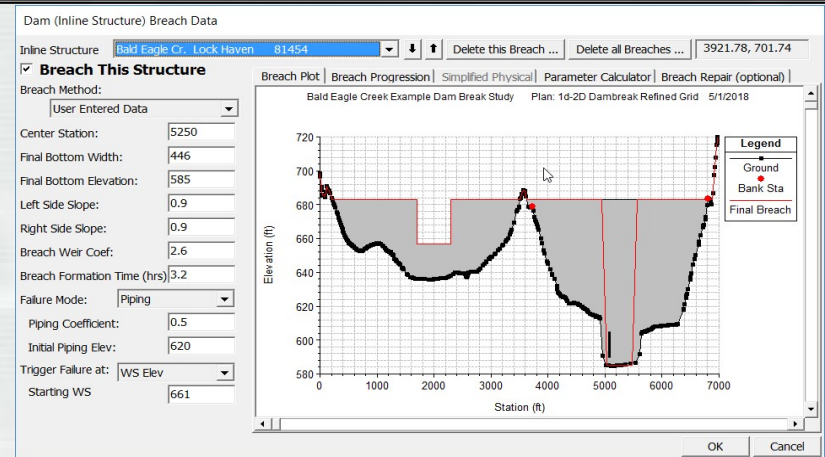 Dam (Inline Structure) Breach Data
Inline Structure Bald Eagle Cr. Lock Haven 81454 Delete this Breach ... Delete all Breaches ... 3921.78, 701.74
Breach This Structure
Breach Method:
User Entered Data
Center Station: 5250
Final Bottom Width: 446
Final Bottom Elevation: 585
Left Side Slope: 0.9
Right Side Slope: 0.9
Breach Weir Coef: 2.6
Breach Formation Time (hrs) 3.2
Failure Mode: Piping
Piping Coefficient: 0.5
Initial Piping Elev: 620
Trigger Failure at: WS Elev
Starting WS 661
Breach Plot Breach Progression Simplified Physical Parameter Calculator Breach Repair (optional)
Bald Eagle Creek Example Dam Break Study Plan: 1d-2D Dambreak Refined Grid 5/1/2018
720
700
680
660
640
620
600
580
Elevation (ft)
0 1000 2000 3000 4000 5000 6000 7000
Station (ft)
Legend
Ground
Bank Sta
Final Breach
OK Cancel